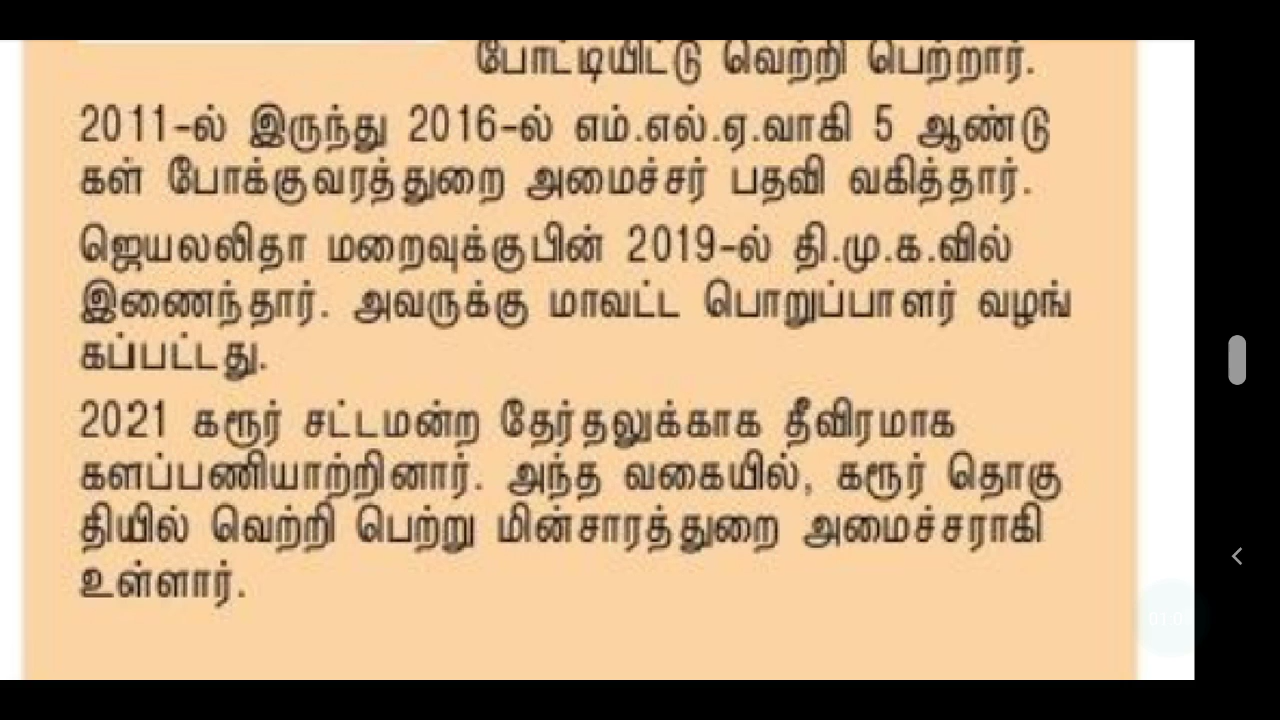 போட்டியிட்டு வெற்றி பெற்றார்.
2011-ல் இருந்து 2016-ல் எம்.எல்.ஏ.வாகி 5 ஆண்டு
கள் போக்குவரத்துறை அமைச்சர் பதவி வகித்தார்.
ஜெயலலிதா மறைவுக்குபின் 2019-ல் தி.மு.க.வில்
இணைந்தார். அவருக்கு மாவட்ட பொறுப்பாளர் வழங்
கப்பட்டது.
2021 கரூர் சட்டமன்ற தேர்தலுக்காக தீவிரமாக
களப்பணியாற்றினார். அந்த வகையில், கரூர் தொகு
தியில் வெற்றி பெற்று மின்சாரத்துறை அமைச்சராகி
உள்ளார்.